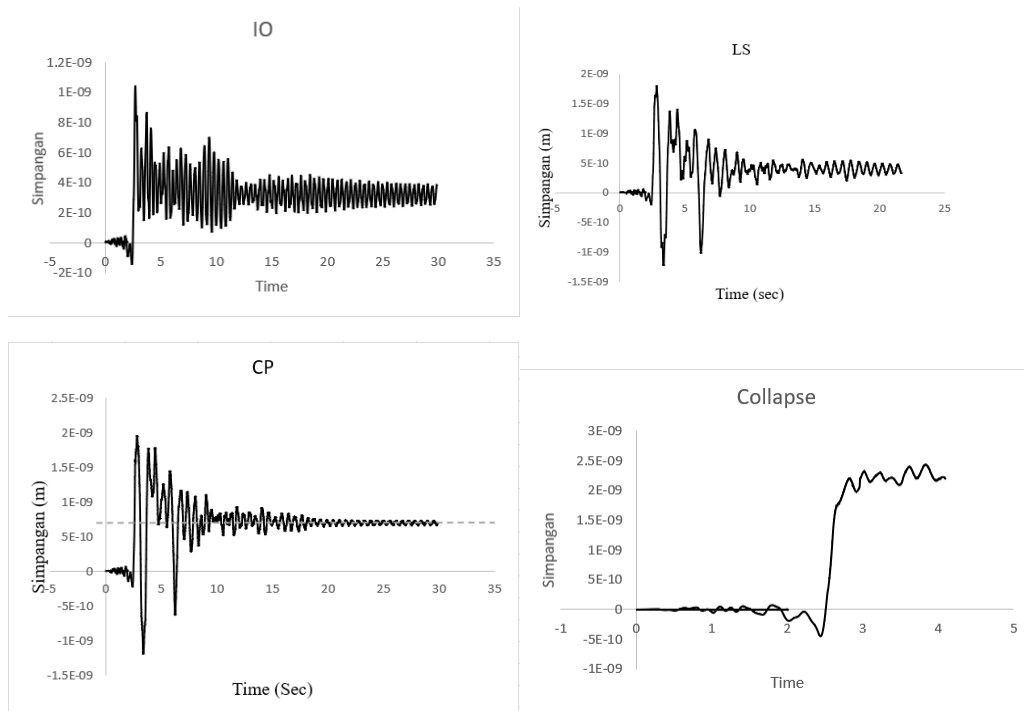 IO
1.2E-09
1E-09
8E-10
6E-10
4E-10
2E-10
0
-2E-10
-5 0 5 10 15 20 25 30 35
Simpangan
Time
LS
2E-09
1.5E-09
1E-09
5E-10
0
-5E-10
-1E-09
-1.5E-09
-5 0 5 10 15 20 25
Simpangan (m)
Time (sec)
CP
2.5E-09
2E-09
1.5E-09
1E-09
5E-10
0
-5E-10
-1E-09
-1.5E-09
0 5 10 15 20 25 30 35
Simpangan (m)
Time (Sec)
Collapse
3E-09
2.5E-09
2E-09
1.5E-09
1E-09
5E-10
0
-5E-10
-1E-09
-1 0 1 2 3 4 5
Simpangan
Time